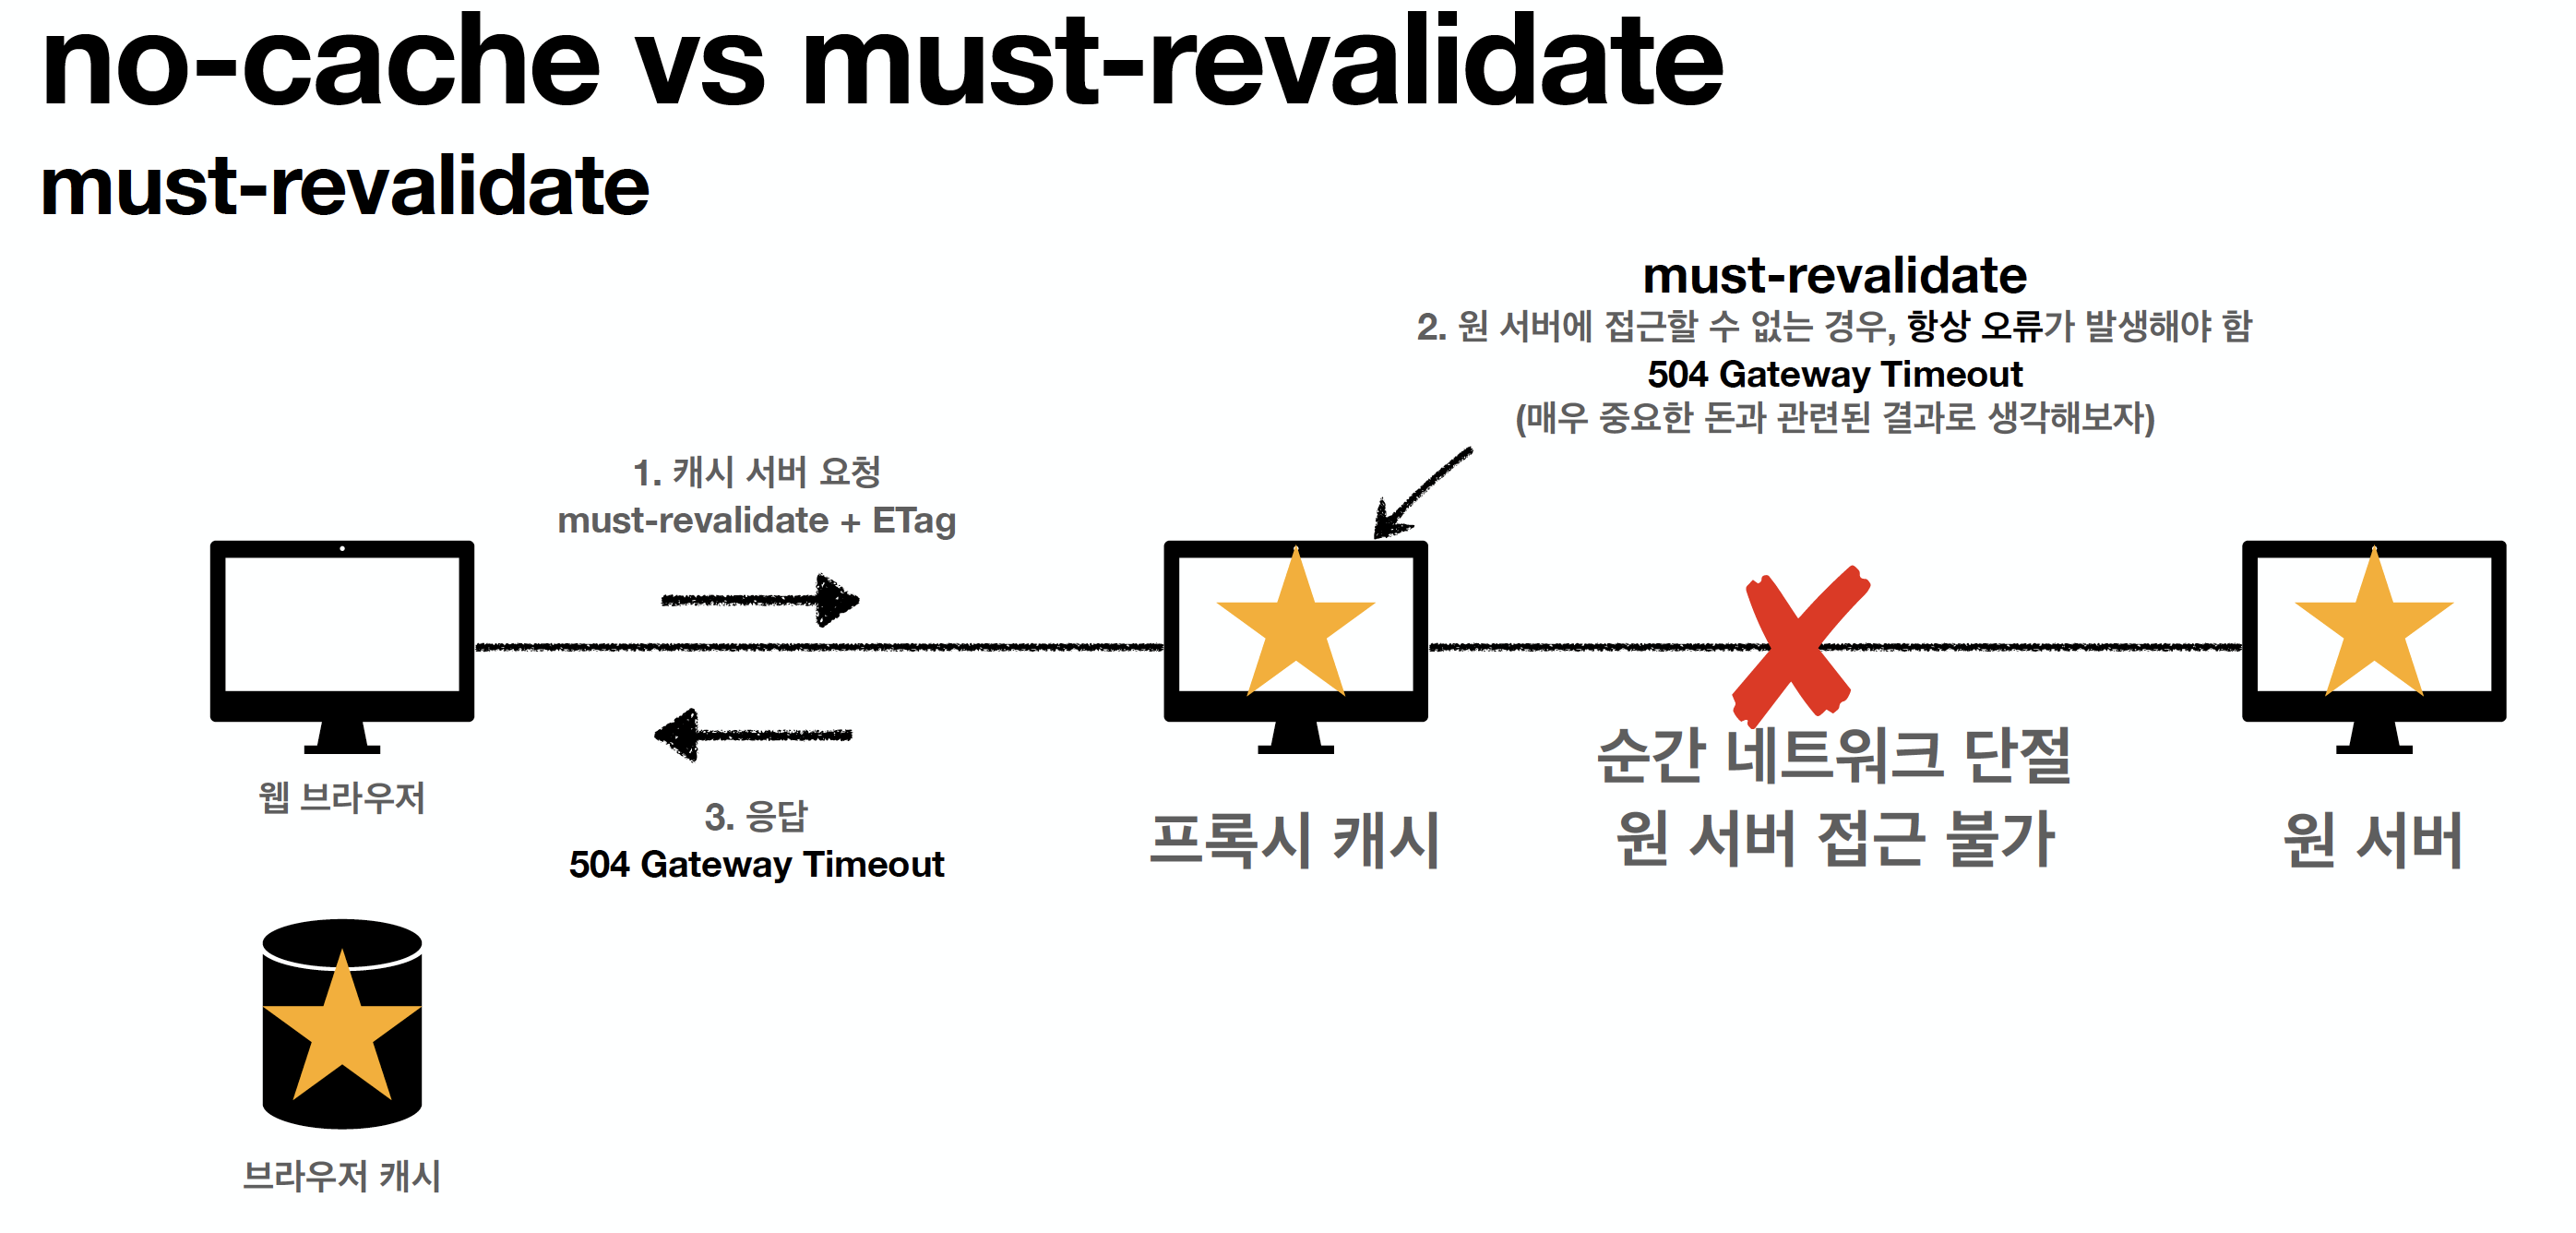 no-cache vs must-revalidate
must-revalidate
must-revalidate
2. 원 서버에 접근할 수 없는 경우, 항상 오류가 발생해야 함
504 Gateway Timeout
(매우 중요한 돈과 관련된 결과로 생각해보자)
1. 캐시 서버 요청
must-revalidate + ETag
웹 브라우저
3. 응답
504 Gateway Timeout
프록시 캐시
순간 네트워크 단절
원 서버 접근 불가
원 서버
브라우저 캐시